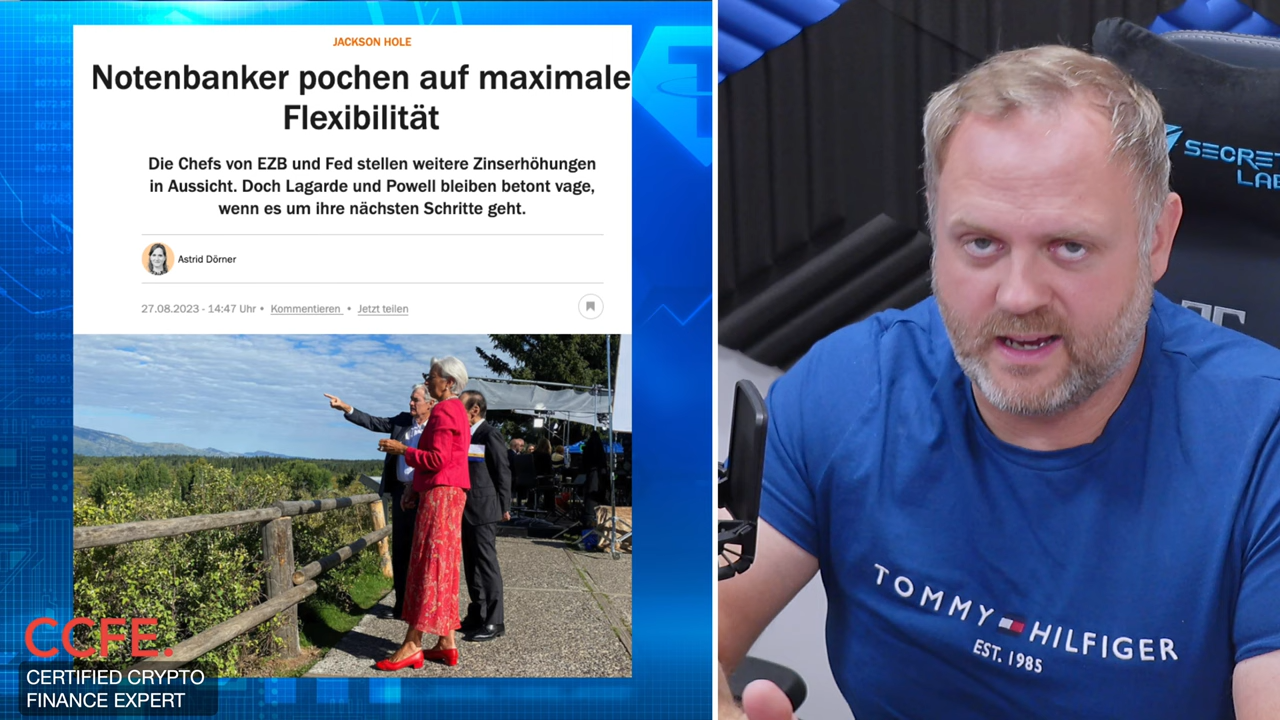 JACKSON HOLE
Notenbanker pochen auf maximale
Flexibilität
Die Chefs von EZB und Fed stellen weitere Zinserhöhungen
in Aussicht. Doch Lagarde und Powell bleiben betont vage,
wenn es um ihre nächsten Schritte geht.
Astrid Dörner
27.08.2023 - 14:47 Uhr • Kommentieren • Jetzt teilen
CCFE.
CERTIFIED CRYPTO
FINANCE EXPERT
SECRET
LAB
TOMMY HILFIGER
EST. 1985